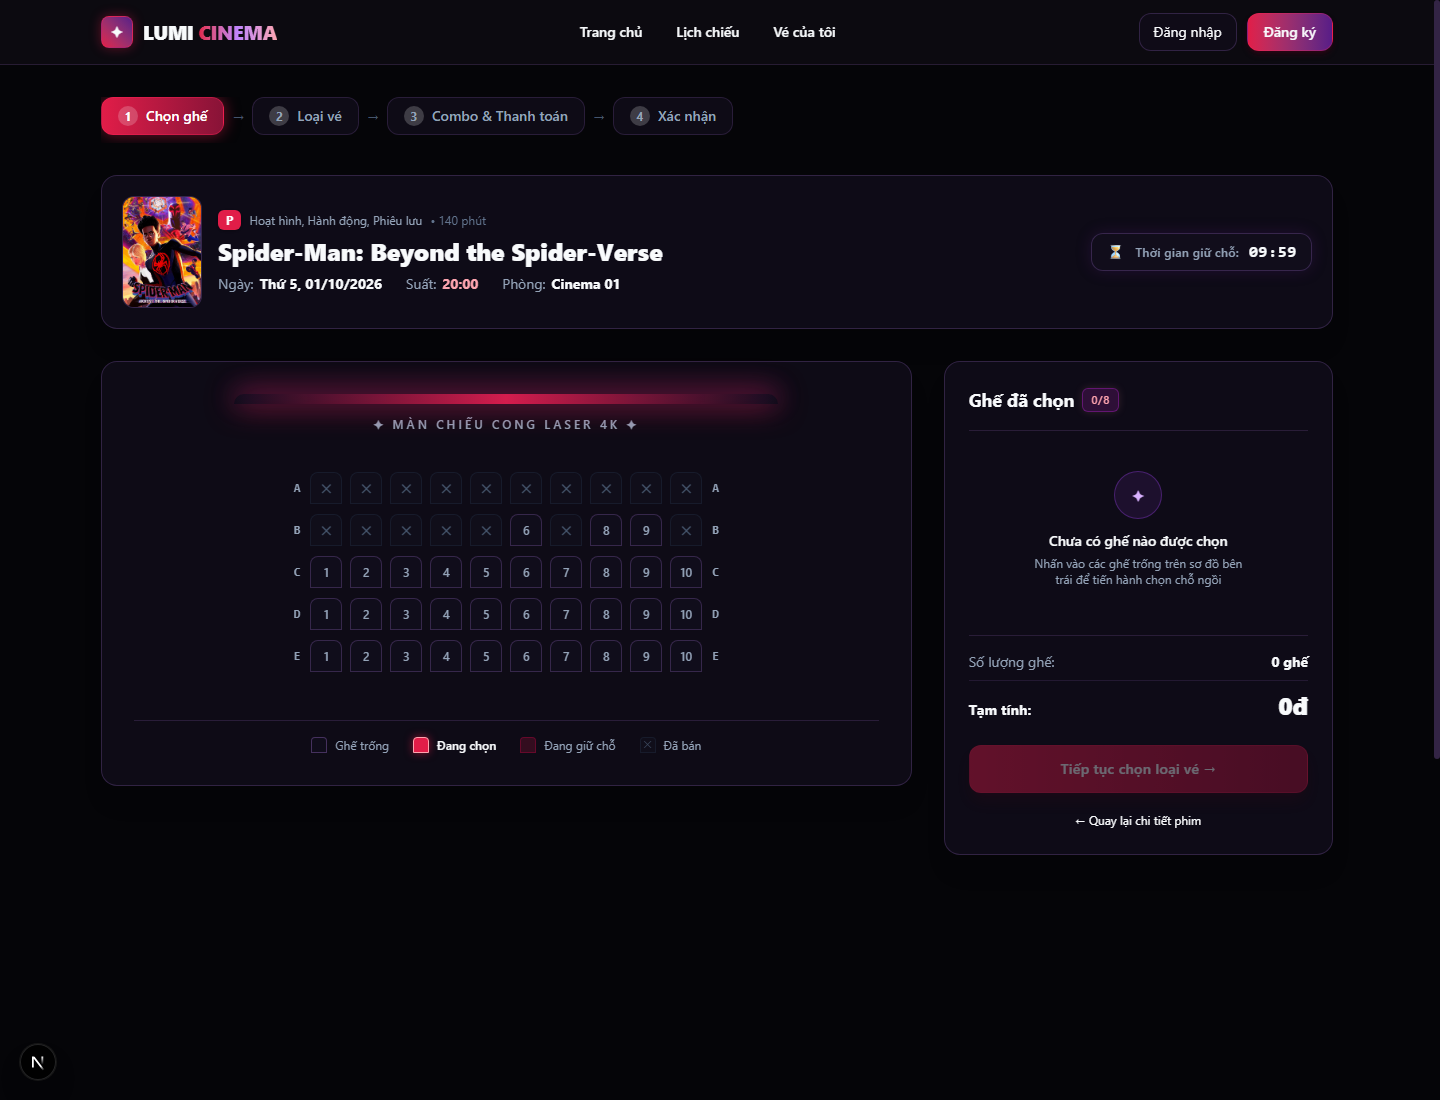 ✦ LUMI CINEMA
Trang chủ Lịch chiếu Vé của tôi
Đăng nhập Đăng ký
1 Chọn ghế → 2 Loại vé → 3 Combo & Thanh toán → 4 Xác nhận
P Hoạt hình, Hành động, Phiêu lưu • 140 phút
Spider-Man: Beyond the Spider-Verse
Ngày: Thứ 5, 01/10/2026 Suất: 20:00 Phòng: Cinema 01
⏳ Thời gian giữ chỗ: 09:59
SPIDER-MAN
✦ MÀN CHIẾU CONG LASER 4K ✦
A × × × × × × × × × × A
B × × × × × 6 × 8 9 × B
C 1 2 3 4 5 6 7 8 9 10 C
D 1 2 3 4 5 6 7 8 9 10 D
E 1 2 3 4 5 6 7 8 9 10 E
Ghế trống Đang chọn Đang giữ chỗ × Đã bán
Ghế đã chọn 0/8
✦
Chưa có ghế nào được chọn
Nhấn vào các ghế trống trên sơ đồ bên
trái để tiến hành chọn chỗ ngồi
Số lượng ghế: 0 ghế
Tạm tính: 0đ
Tiếp tục chọn loại vé →
← Quay lại chi tiết phim
N